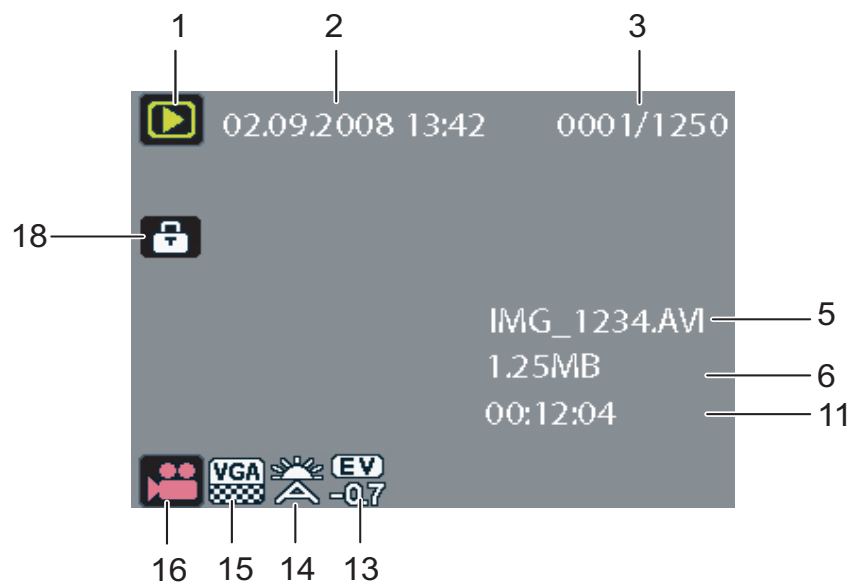 1 2 3
02.09.2008 13:42 0001/1250
18
IMG_1234.AVI 5
1.25MB 6
00:12:04 11
VGA A EV
-0.7
16 15 14 13